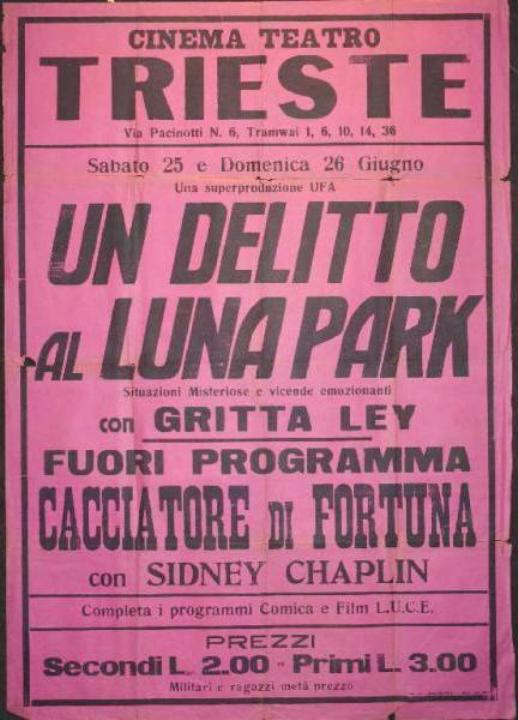 CINEMA TEATRO
TRIESTE
Via Pacinotti N. 6, Tramwai 1, 6, 10, 14, 36
Sabato 25 e Domenica 26 Giugno
Una superproduzione UFA
UN DELITTO
AL LUNA PARK
Situazioni Misteriose e vicende emozionanti
con GRITTA LEY
FUORI PROGRAMMA
CACCIATORE DI FORTUNA
con SIDNEY CHAPLIN
Completa i programmi Comica e Film L.U.C.E.
PREZZI
Secondi L. 2.00 - Primi L. 3.00
Militari e ragazzi metà prezzo